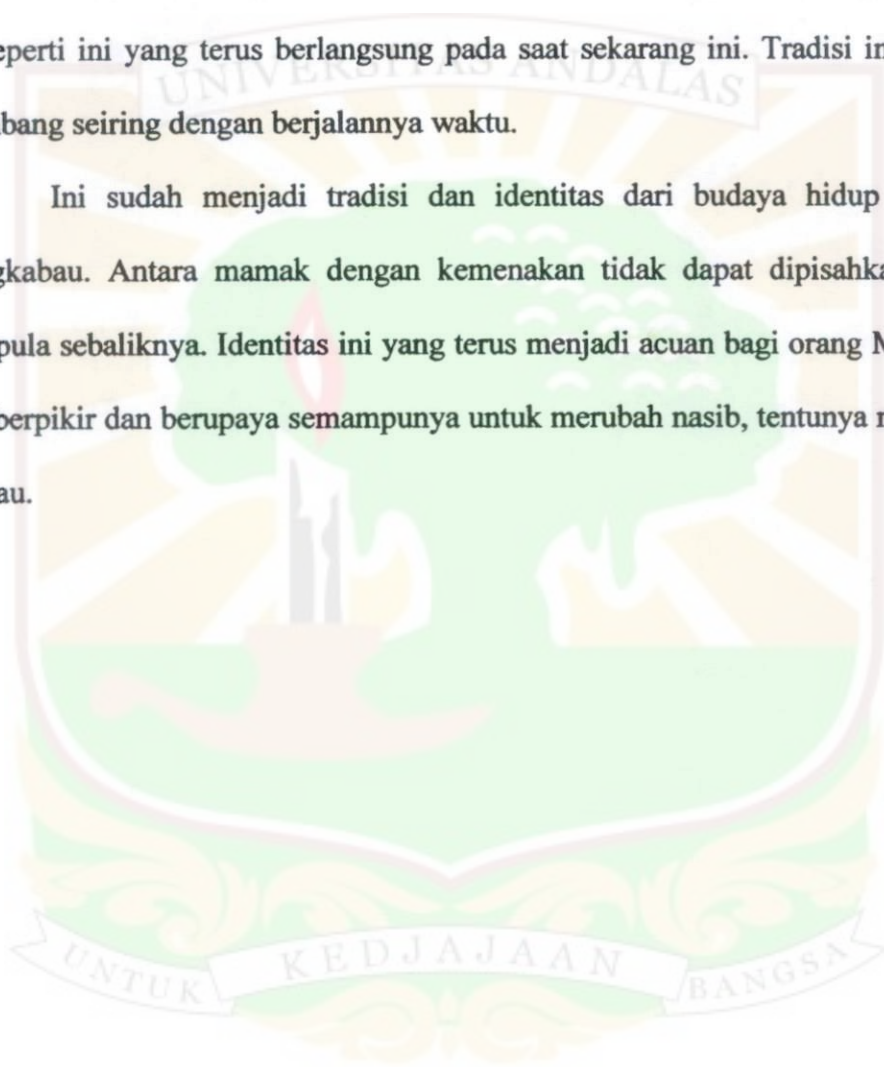 eperti ini yang terus berlangsung pada saat sekarang ini. Tradisi in
UNIVERSITAS ANDALAS
bang seiring dengan berjalannya waktu.
Ini sudah menjadi tradisi dan identitas dari budaya hidup
gkabau. Antara mamak dengan kemenakan tidak dapat dipisahka
pula sebaliknya. Identitas ini yang terus menjadi acuan bagi orang M
berpikir dan berupaya semampunya untuk merubah nasib, tentunya m
au.
UNTUK KEDJAJAAN BANGSA